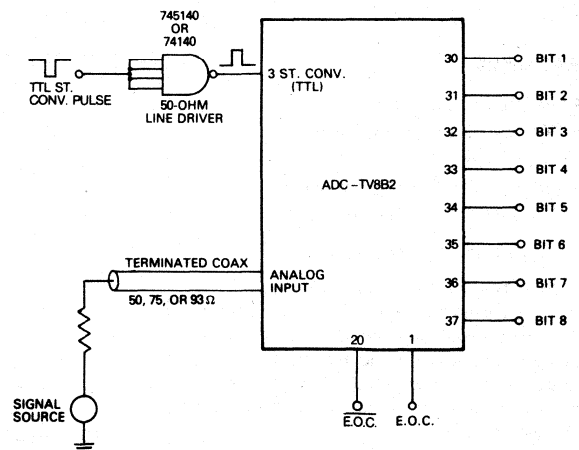 745140
OR
74140
TTL ST.
CONV. PULSE
50-OHM
LINE DRIVER
3 ST. CONV.
(TTL)
ADC-TV8B2
30 BIT 1
31 BIT 2
32 BIT 3
33 BIT 4
34 BIT 5
35 BIT 6
36 BIT 7
37 BIT 8
TERMINATED COAX
50, 75, OR 93Ω
ANALOG
INPUT
20 1
E.O.C. E.O.C.
SIGNAL
SOURCE